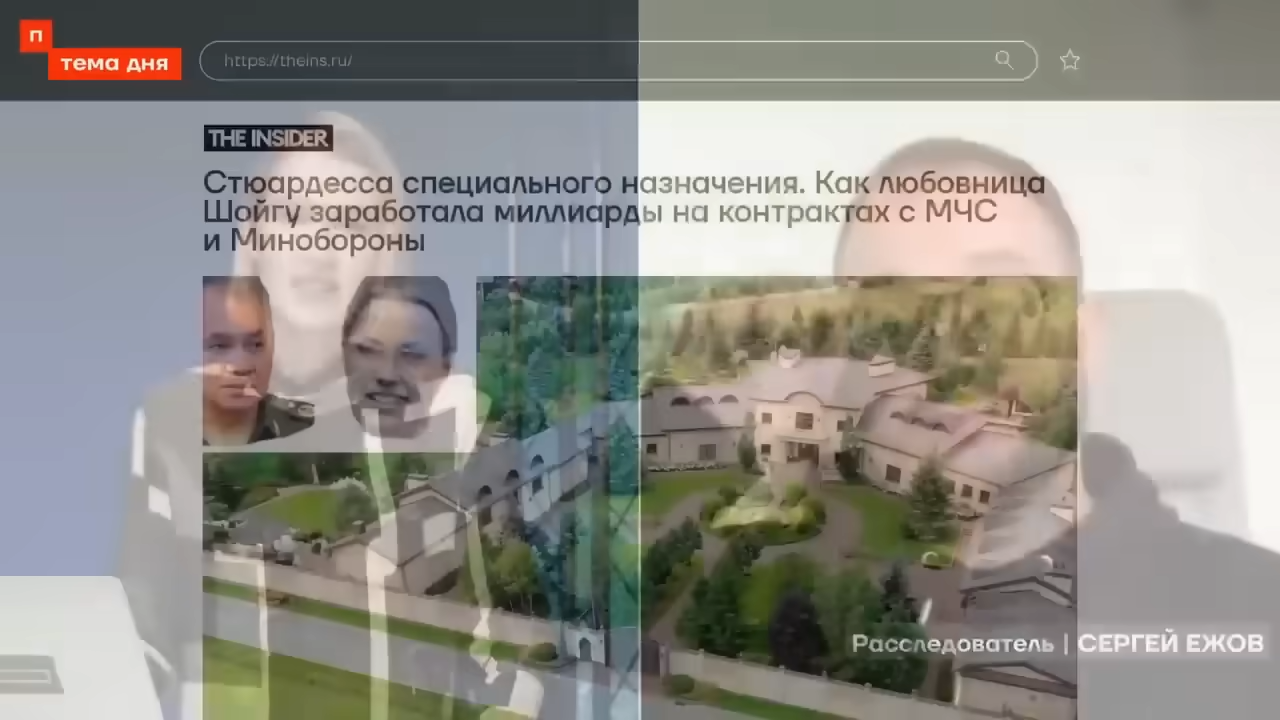 п
тема дня
https://theins.ru/
THE INSIDER
Стюардесса специального назначения. Как любовница
Шойгу заработала миллиарды на контрактах с МЧС
и Минобороны
Расследователь | СЕРГЕЙ ЕЖОВ